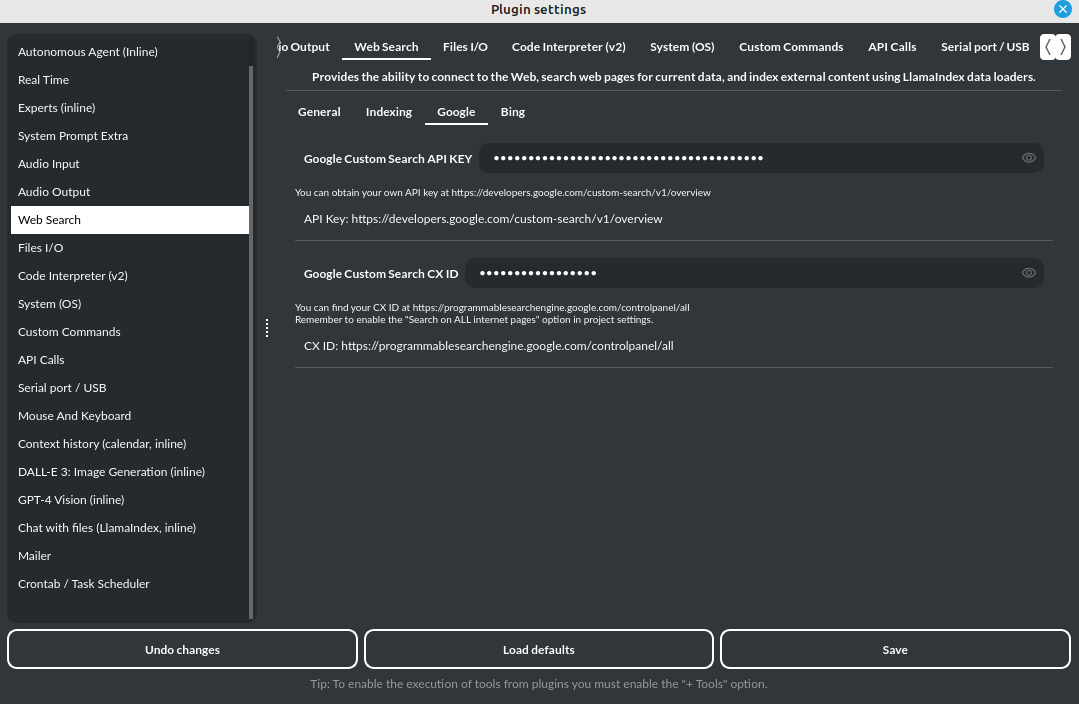 Plugin settings
Autonomous Agent (Inline)
Real Time
Experts (inline)
System Prompt Extra
Audio Input
Audio Output
Web Search
Files I/O
Code Interpreter (v2)
System (OS)
Custom Commands
API Calls
Serial port / USB
Mouse And Keyboard
Context history (calendar, inline)
DALL-E 3: Image Generation (inline)
GPT-4 Vision (inline)
Chat with files (LlamaIndex, inline)
Mailer
Crontab / Task Scheduler
io Output Web Search Files I/O Code Interpreter (v2) System (OS) Custom Commands API Calls Serial port / USB
Provides the ability to connect to the Web, search web pages for current data, and index external content using LlamaIndex data loaders.
General Indexing Google Bing
Google Custom Search API KEY
You can obtain your own API key at https://developers.google.com/custom-search/v1/overview
API Key: https://developers.google.com/custom-search/v1/overview
Google Custom Search CX ID
You can find your CX ID at https://programmablesearchengine.google.com/controlpanel/all
Remember to enable the "Search on ALL internet pages" option in project settings.
CX ID: https://programmablesearchengine.google.com/controlpanel/all
Undo changes Load defaults Save
Tip: To enable the execution of tools from plugins you must enable the "+ Tools" option.